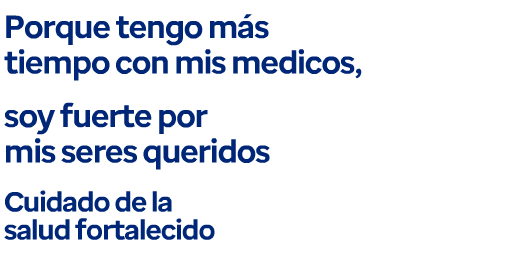 Porque tengo más
tiempo con mis medicos,
soy fuerte por
mis seres queridos
Cuidado de la
salud fortalecido